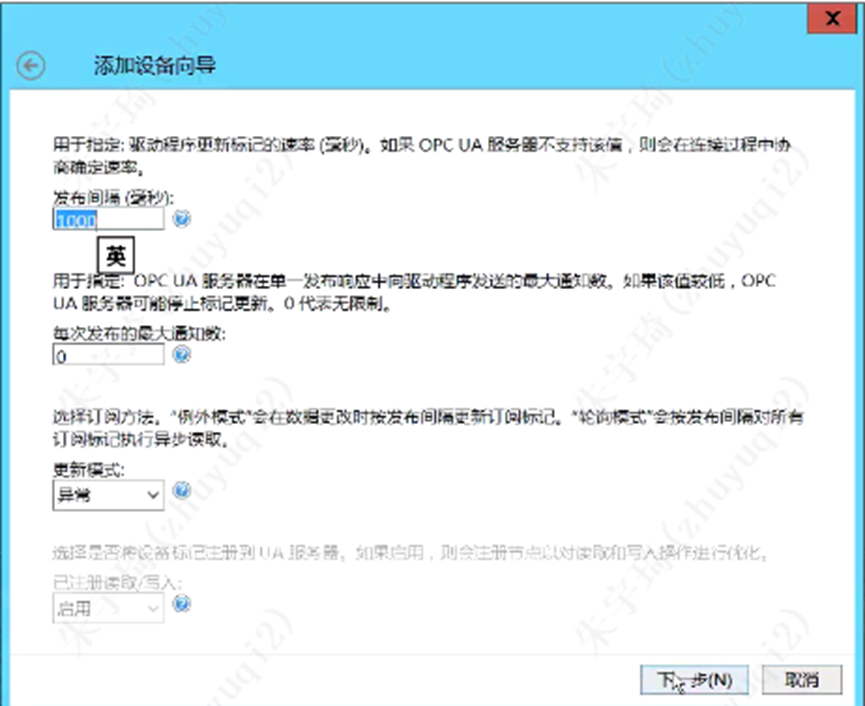 X
添加设备向导
用于指定: 驱动程序更新标记的速率 (毫秒)。如果 OPC UA 服务器不支持该值，则会在连接过程中协
商确定速率。
发布间隔 (毫秒):
1000
英
用于指定: OPC UA 服务器在单一发布响应中向驱动程序发送的最大通知数。如果该值较低，OPC
UA 服务器可能停止标记更新。0 代表无限制。
每次发布的最大通知数:
0
选择订阅方法。“例外模式”会在数据更改时按发布间隔更新订阅标记。“轮询模式”会按发布间隔对所有
订阅标记执行异步读取。
更新模式:
异常
选择是否将设备标记注册到 UA 服务器。如果启用，则会注册节点以对读取和写入操作进行优化。
已注册读取/写入:
启用
下一步(N)
取消
朱宇琦(zhuyuqi2)
朱宇琦(zhuyuqi2)